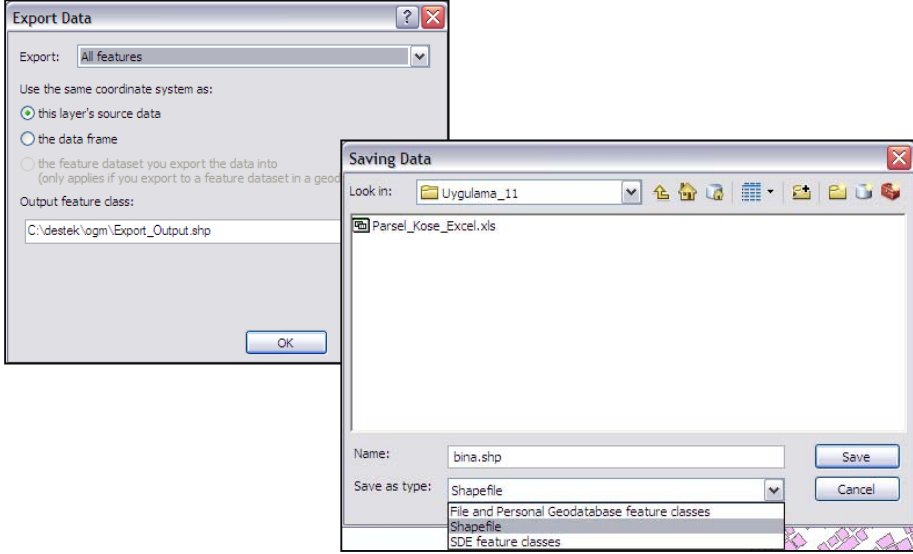 Export Data
Export: All features
Use the same coordinate system as:
this layer's source data
the data frame
the feature dataset you export the data into
(only applies if you export to a feature dataset in a geod
Output feature class:
C:\destek\ogm\Export_Output.shp
OK
Saving Data
Look in: Uygulama_11
Parsel_Kose_Excel.xls
Name: bina.shp
Save
Save as type: Shapefile
Cancel
File and Personal Geodatabase feature classes
Shapefile
SDE feature classes